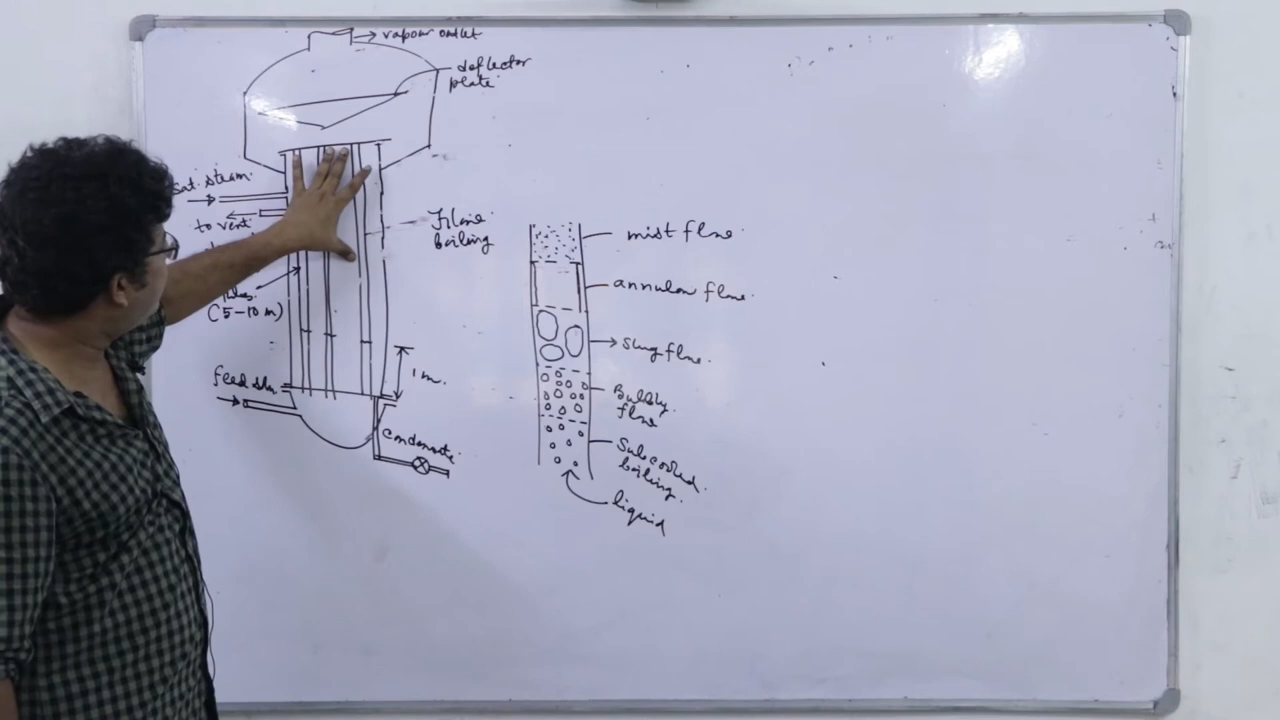 vapour outlet
deflector
plate
sat. steam.
to vent
boiling
(5-10 m)
1 m.
feed
condensate
mist flow
annular flow
slug flow
Bubbly
flow
Subcooled
boiling
liquid